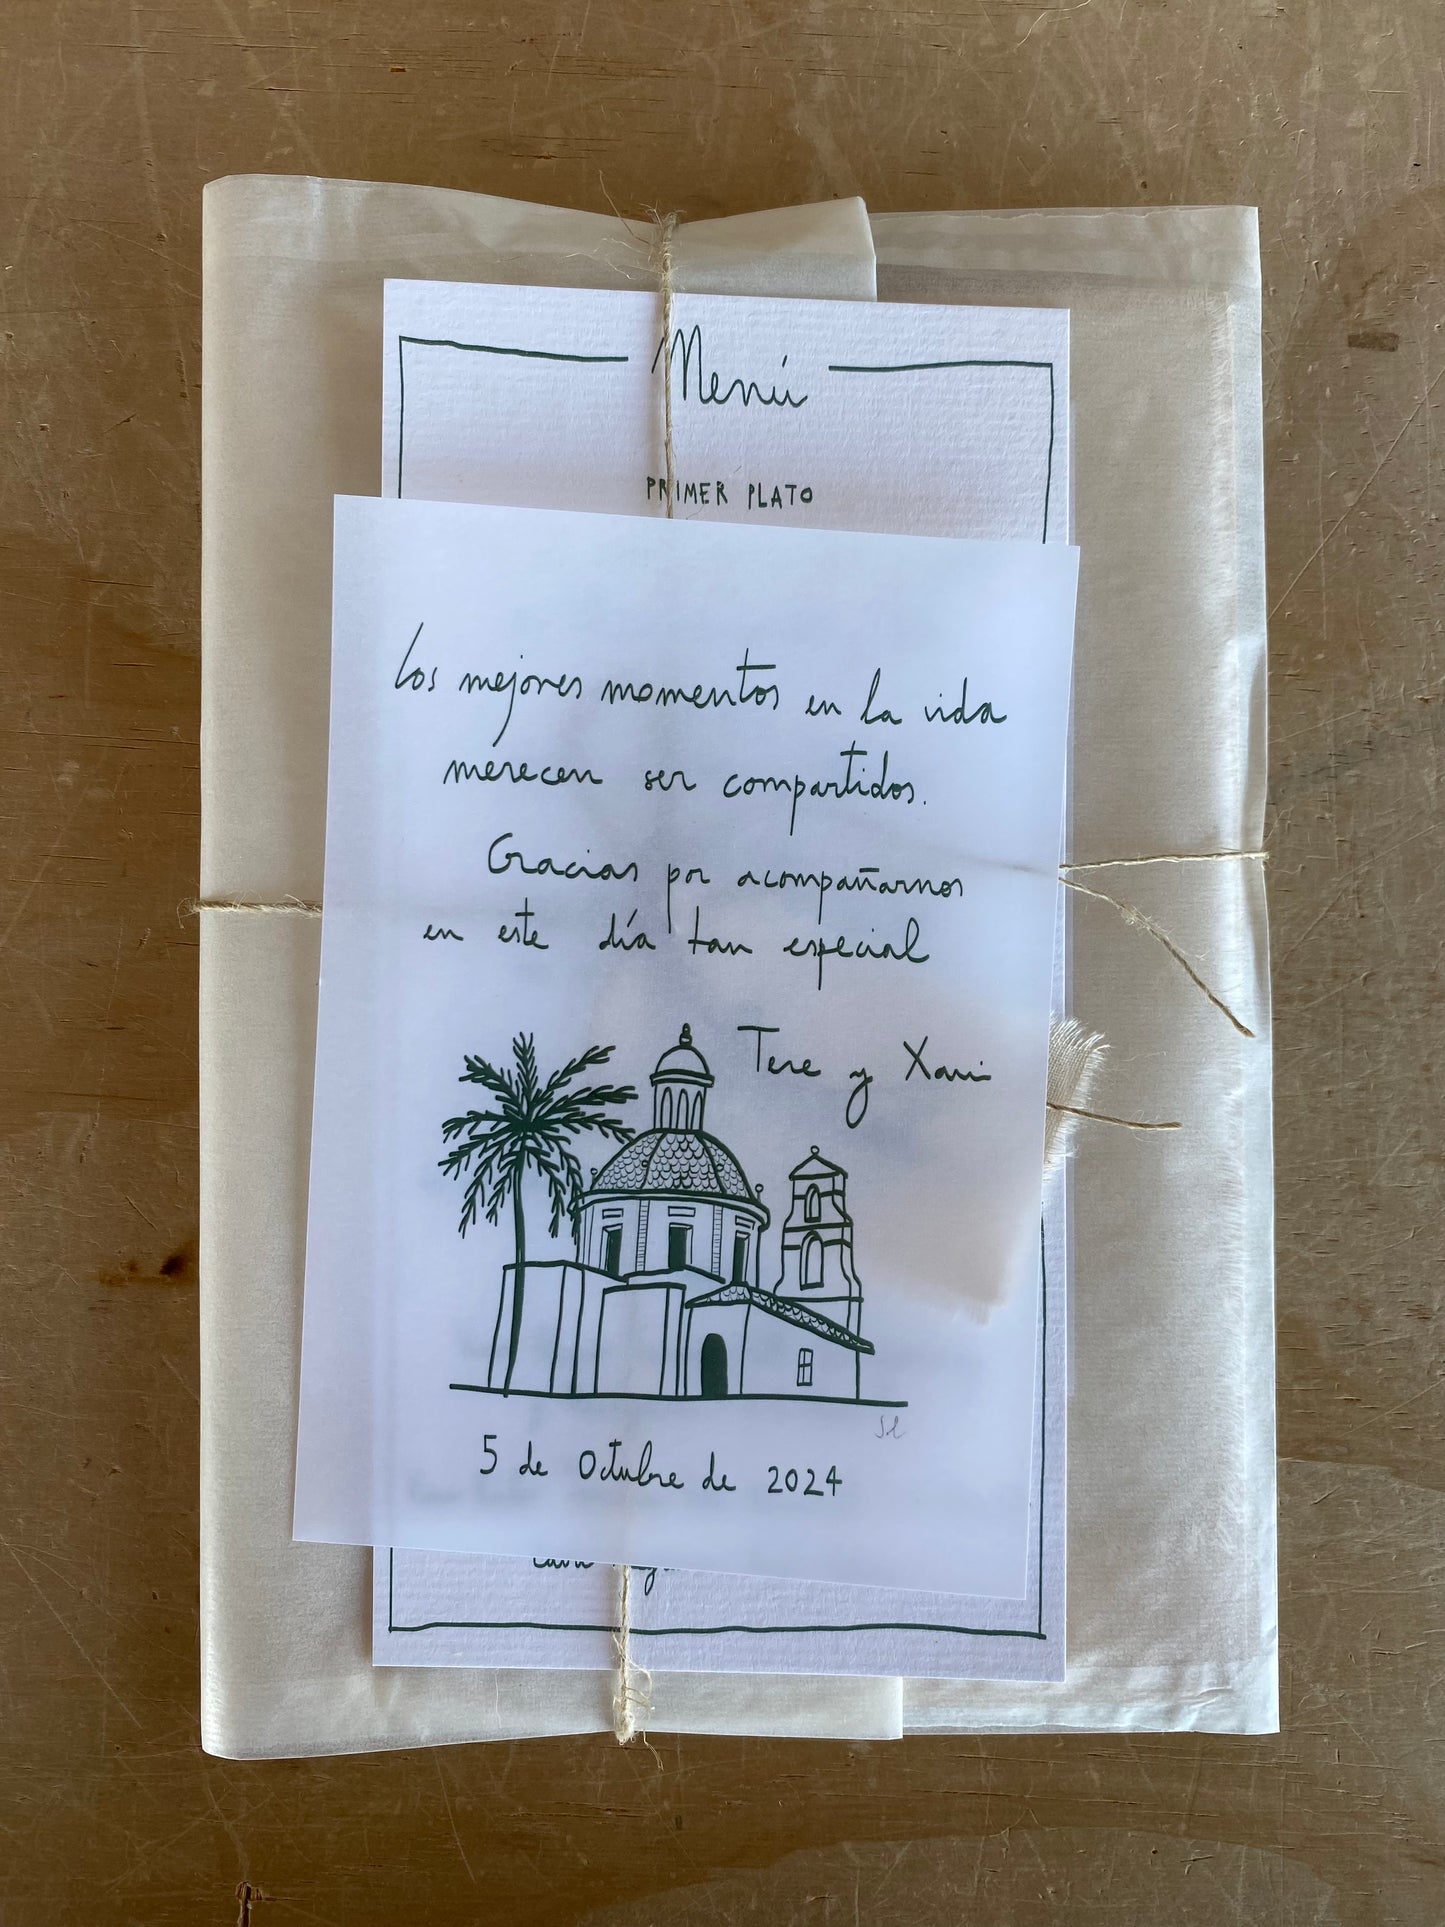 Menú
PRIMER PLATO
Los mejores momentos en la vida
merecen ser compartidos.
Gracias por acompañarnos
en este día tan especial
Tere y Xavi
5 de Octubre de 2024